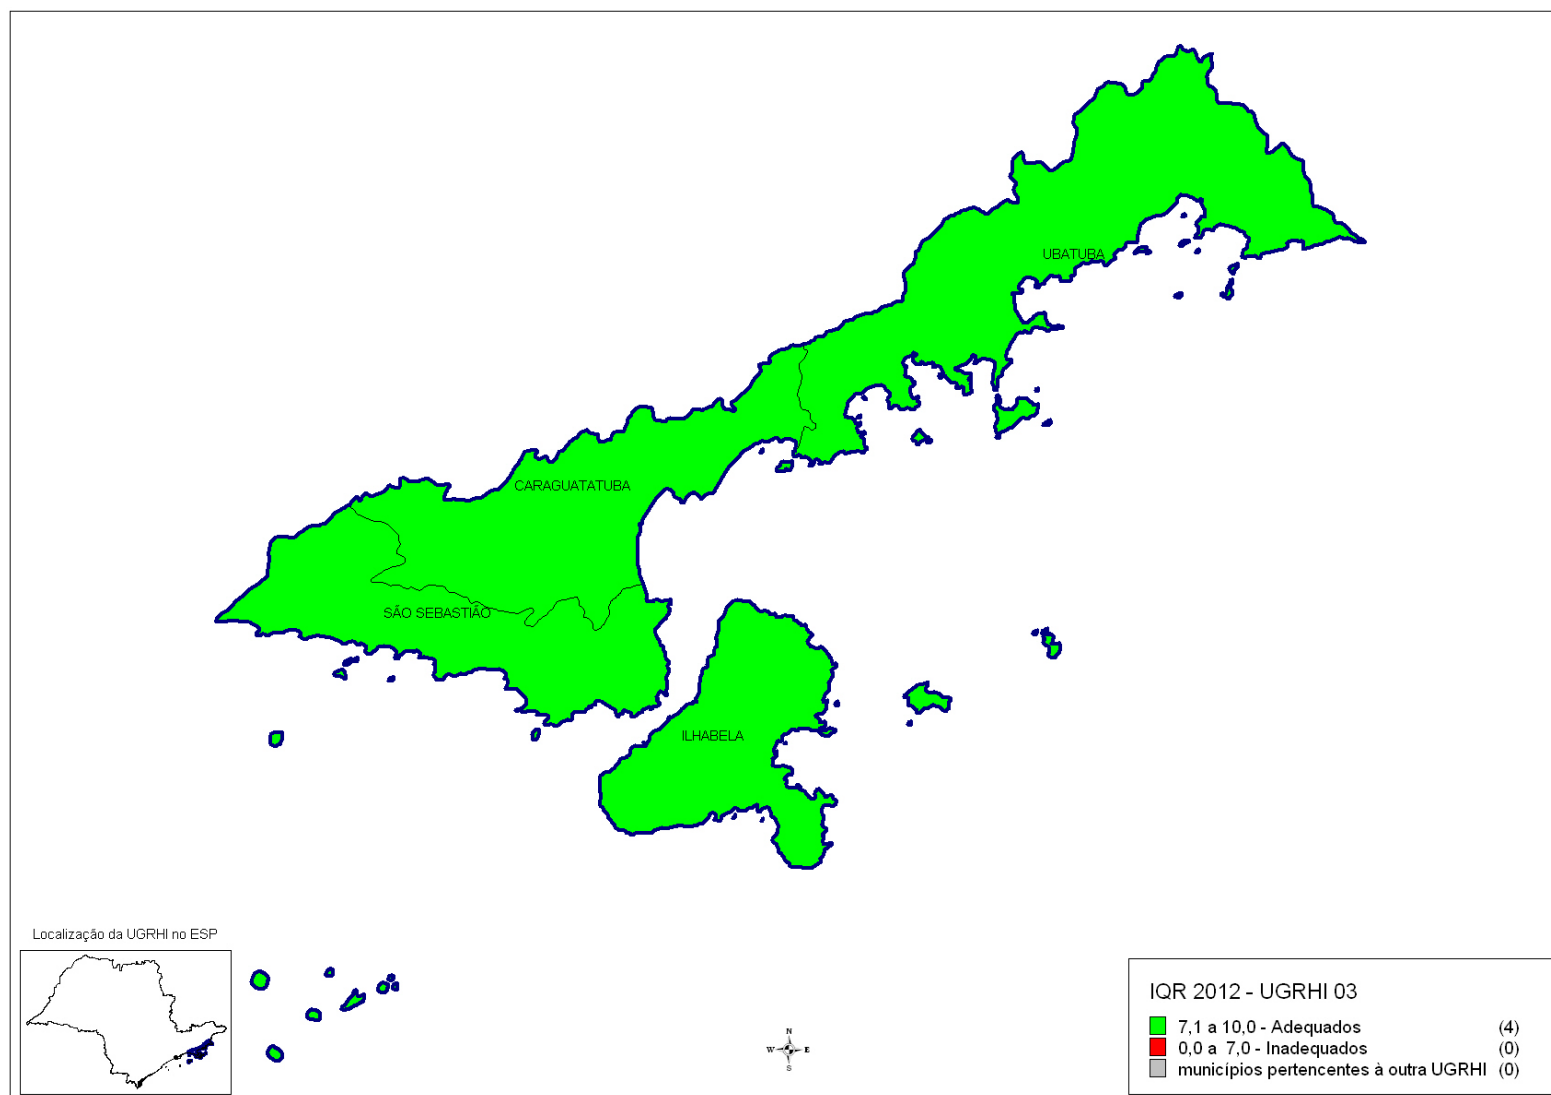 UBATUBA
CARAGUATATUBA
SÃO SEBASTIÃO
ILHABELA
Localização da UGRHI no ESP
N
W E
S
IQR 2012 - UGRHI 03
7,1 a 10,0 - Adequados (4)
0,0 a 7,0 - Inadequados (0)
municípios pertencentes à outra UGRHI (0)